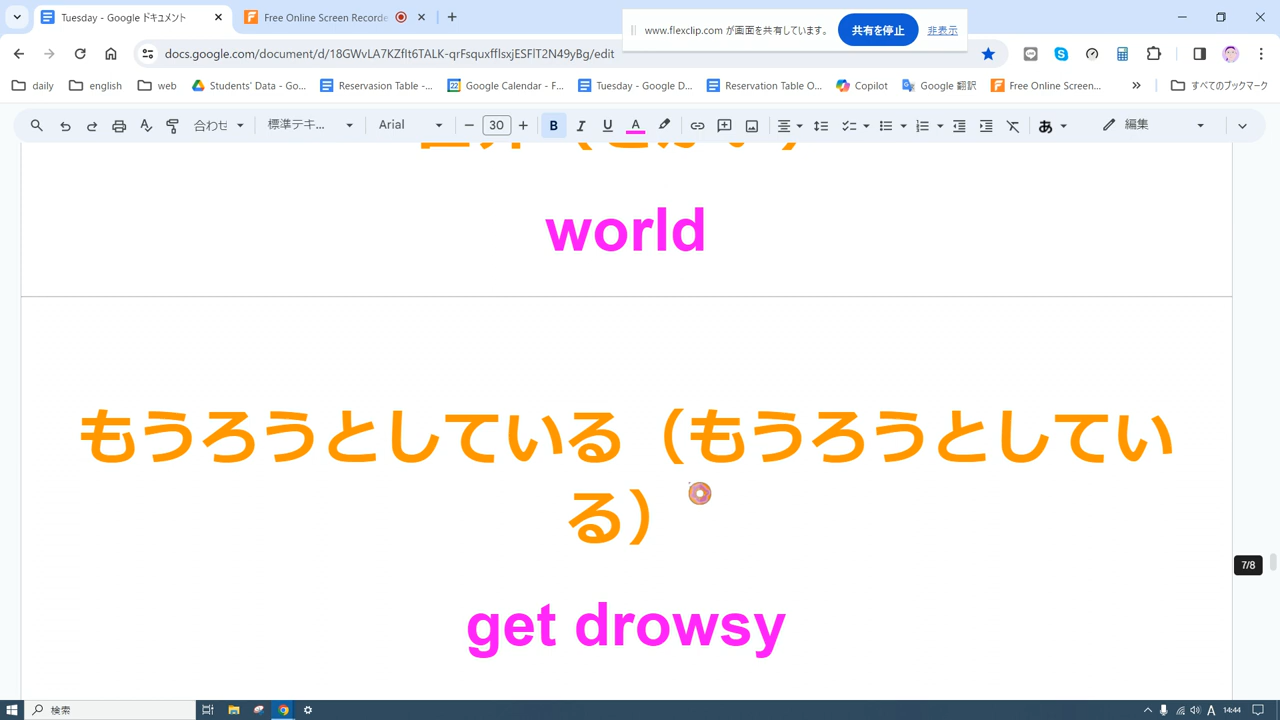 Tuesday - Google ドキュメント
Free Online Screen Recorde
www.flexclip.com が画面を共有しています。
共有を停止
非表示
docs.google.com/document/d/18GWvLA7KZflt6TALK-qrFsquxfflsxjESFlT2N49yBg/edit
daily
english
web
Students' Data - Go...
Reservasion Table -...
Google Calendar - F...
Tuesday - Google D...
Reservation Table O...
Copilot
Google 翻訳
Free Online Screen...
すべてのブックマーク
合わせ
標準テキ...
Arial
30
B
I
U
A
あ
編集
world
もうろうとしている（もうろうとしてい
る）
get drowsy
7/8
検索
A
14:44